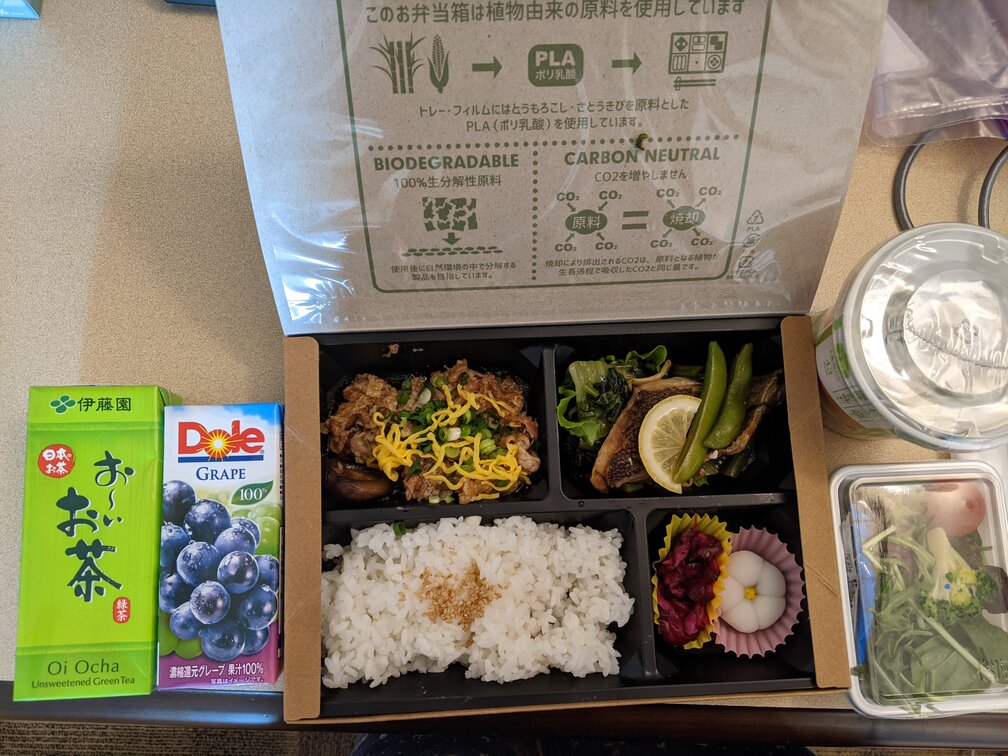 このお弁当箱は植物由来の原料を使用しています
PLA
ポリ乳酸
トレー・フィルムにはとうもろこし・さとうきびを原料とした
PLA(ポリ乳酸)を使用しています。
BIODEGRADABLE
100%生分解性原料
使用後に自然環境の中で分解する
製品を目指しています。
CARBON NEUTRAL
CO2を増やしません
CO₂ CO₂
原料
CO₂ CO₂
=
CO₂ CO₂
焼却
CO₂ CO₂
焼却により排出されるCO2は、原料となる植物が
生長過程で吸収したCO2と同じ量です。
PLA
伊藤園
日本の
お茶
お～い
お茶
緑茶
Oi Ocha
Unsweetened Green Tea
Dole
GRAPE
100%
濃縮還元グレープ 果汁100%
写真はイメージです。